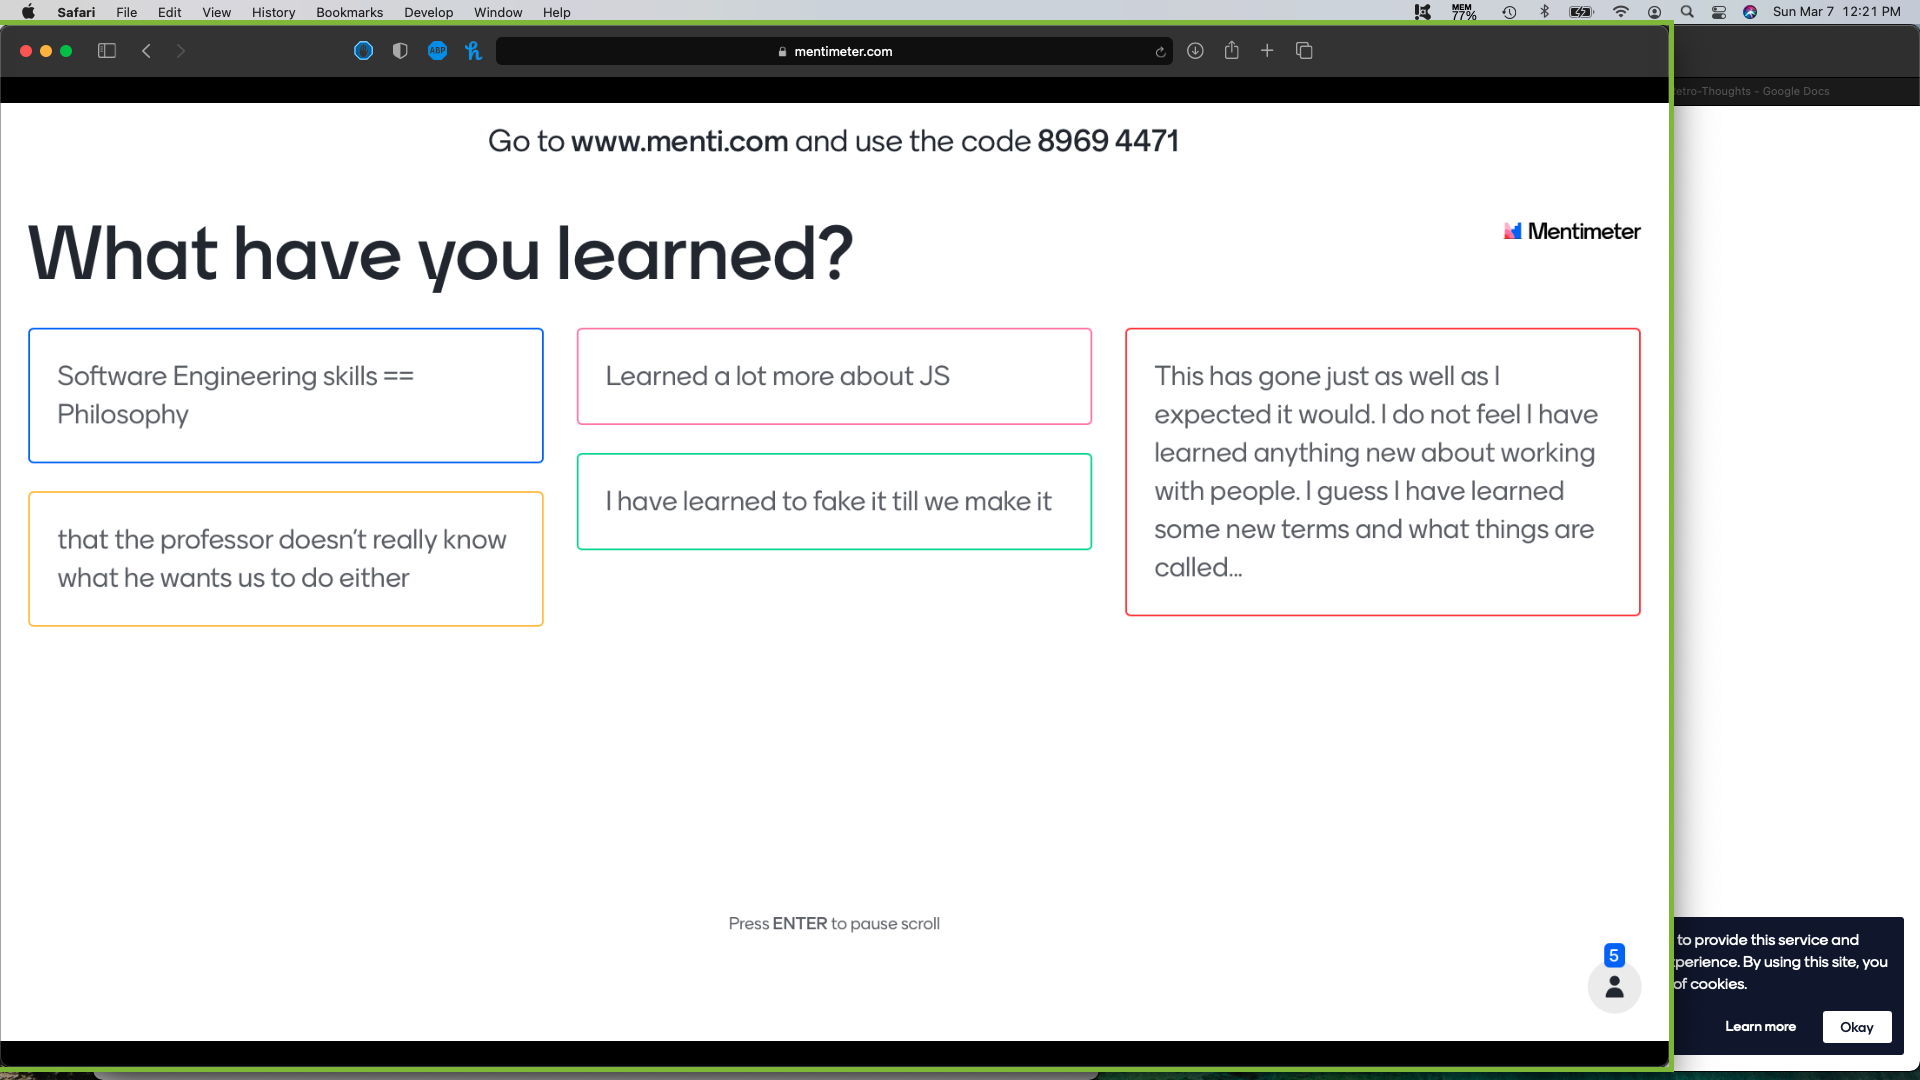 Safari File Edit View History Bookmarks Develop Window Help
MEM
77%
Sun Mar 7 12:21 PM
ABP
mentimeter.com
etro-Thoughts - Google Docs
Go to www.menti.com and use the code 8969 4471
What have you learned?
Mentimeter
Software Engineering skills ==
Philosophy
that the professor doesn't really know
what he wants us to do either
Learned a lot more about JS
I have learned to fake it till we make it
This has gone just as well as I
expected it would. I do not feel I have
learned anything new about working
with people. I guess I have learned
some new terms and what things are
called...
Press ENTER to pause scroll
5
to provide this service and
perience. By using this site, you
of cookies.
Learn more
Okay